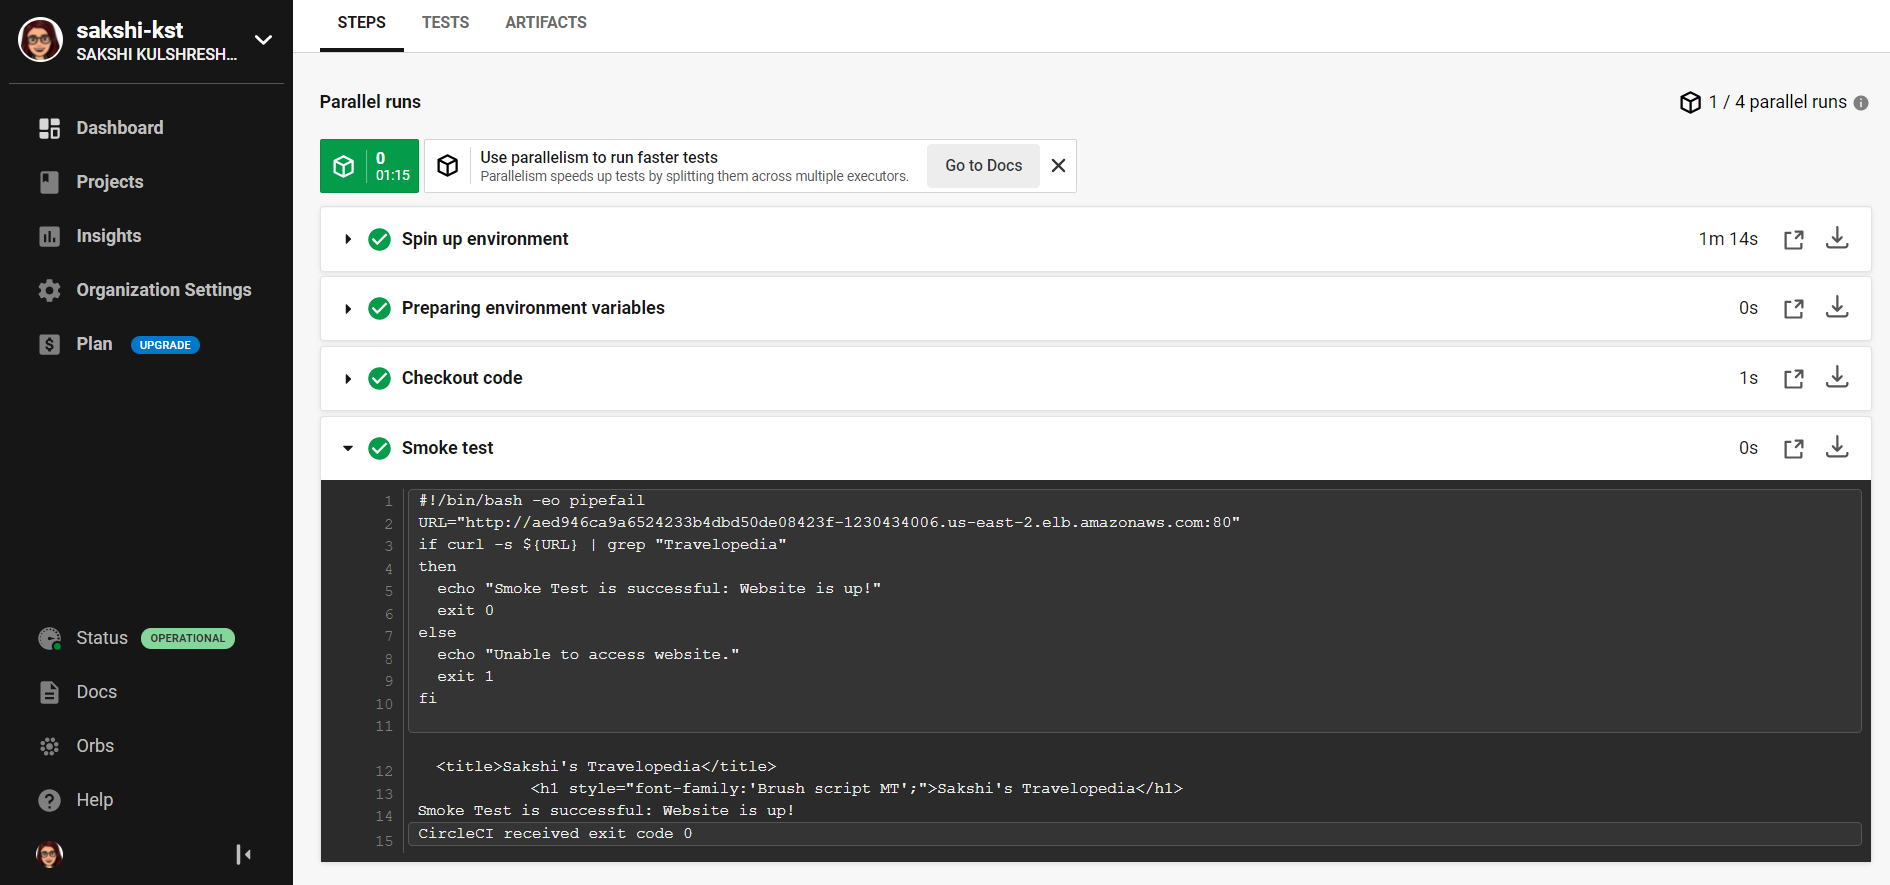 sakshi-kst
SAKSHI KULSHRESH...
Dashboard
Projects
Insights
Organization Settings
Plan UPGRADE
Status OPERATIONAL
Docs
Orbs
Help
STEPS TESTS ARTIFACTS
Parallel runs
1 / 4 parallel runs
0
01:15
Use parallelism to run faster tests
Parallelism speeds up tests by splitting them across multiple executors.
Go to Docs
Spin up environment 1m 14s
Preparing environment variables 0s
Checkout code 1s
Smoke test 0s
1 #!/bin/bash -eo pipefail
2 URL="http://aed946ca9a6524233b4dbd50de08423f-1230434006.us-east-2.elb.amazonaws.com:80"
3 if curl -s ${URL} | grep "Travelopedia"
4 then
5   echo "Smoke Test is successful: Website is up!"
6   exit 0
7 else
8   echo "Unable to access website."
9   exit 1
10 fi
11
12   <title>Sakshi's Travelopedia</title>
13             <h1 style="font-family:'Brush script MT';">Sakshi's Travelopedia</h1>
14 Smoke Test is successful: Website is up!
15 CircleCI received exit code 0